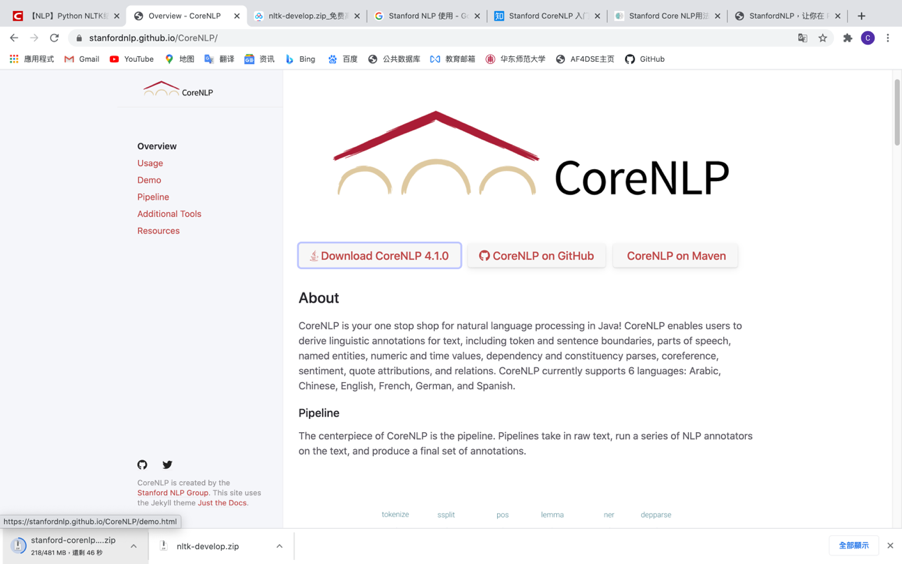 【NLP】Python NLTK
Overview - CoreNLP
nltk-develop.zip_免费
Stanford NLP 使用 - G
Stanford CoreNLP 入门
Stanford Core NLP用法
StanfordNLP - 让你在
stanfordnlp.github.io/CoreNLP/
C
應用程式
Gmail
YouTube
地图
翻译
资讯
Bing
百度
公共数据库
教育邮箱
华东师范大学
AF4DSE主页
GitHub
CoreNLP
Overview
Usage
Demo
Pipeline
Additional Tools
Resources
CoreNLP is created by the
Stanford NLP Group. This site uses
the Jekyll theme Just the Docs.
CoreNLP
Download CoreNLP 4.1.0
CoreNLP on GitHub
CoreNLP on Maven
About
CoreNLP is your one stop shop for natural language processing in Java! CoreNLP enables users to
derive linguistic annotations for text, including token and sentence boundaries, parts of speech,
named entities, numeric and time values, dependency and constituency parses, coreference,
sentiment, quote attributions, and relations. CoreNLP currently supports 6 languages: Arabic,
Chinese, English, French, German, and Spanish.
Pipeline
The centerpiece of CoreNLP is the pipeline. Pipelines take in raw text, run a series of NLP annotators
on the text, and produce a final set of annotations.
tokenize ssplit pos lemma ner depparse
https://stanfordnlp.github.io/CoreNLP/demo.html
stanford-corenlp....zip
218/481 MB • 還剩 46 秒
nltk-develop.zip
全部顯示